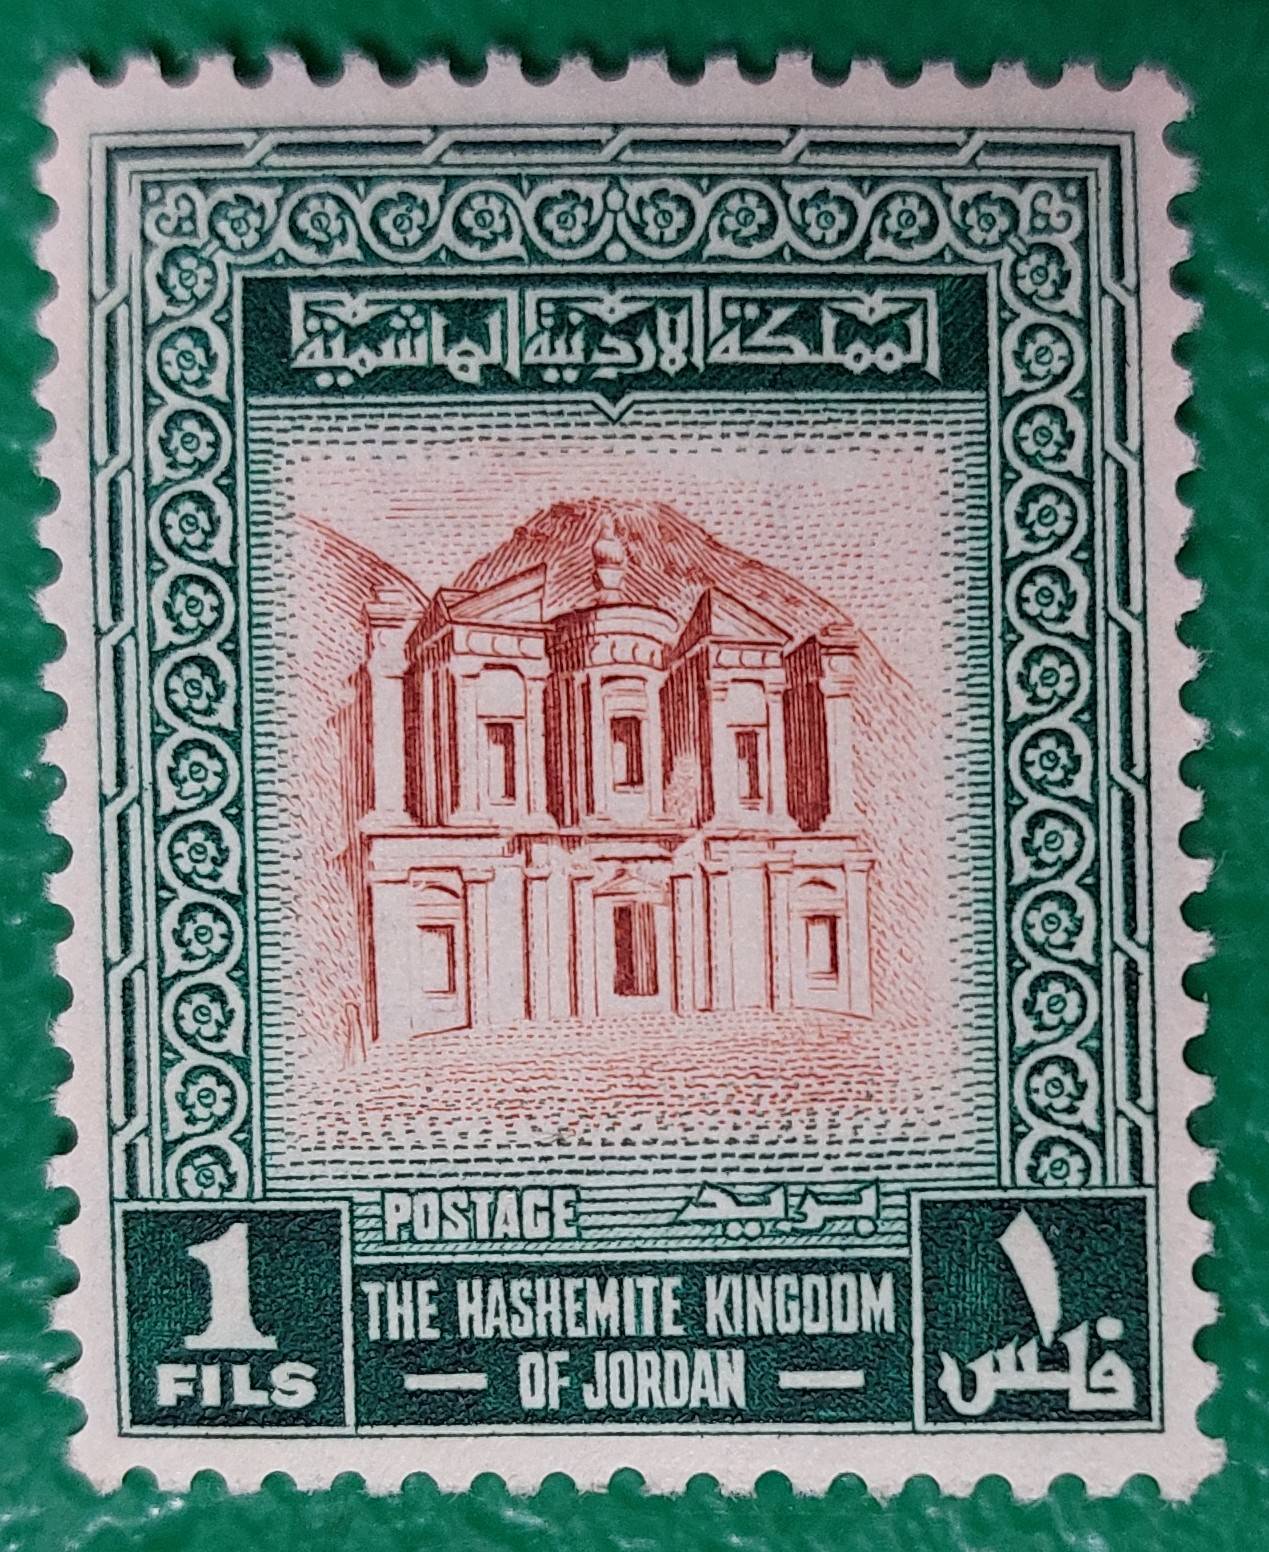 المملكة الاردنية الهاشمية
POSTAGE بريد
1 FILS
THE HASHEMITE KINGDOM
OF JORDAN
١ فلس